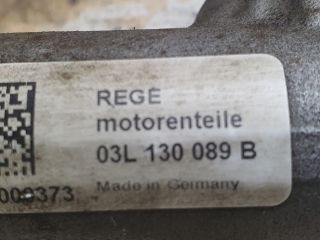 REGE
motorenteile
03L 130 089 B
000373
Made in Germany